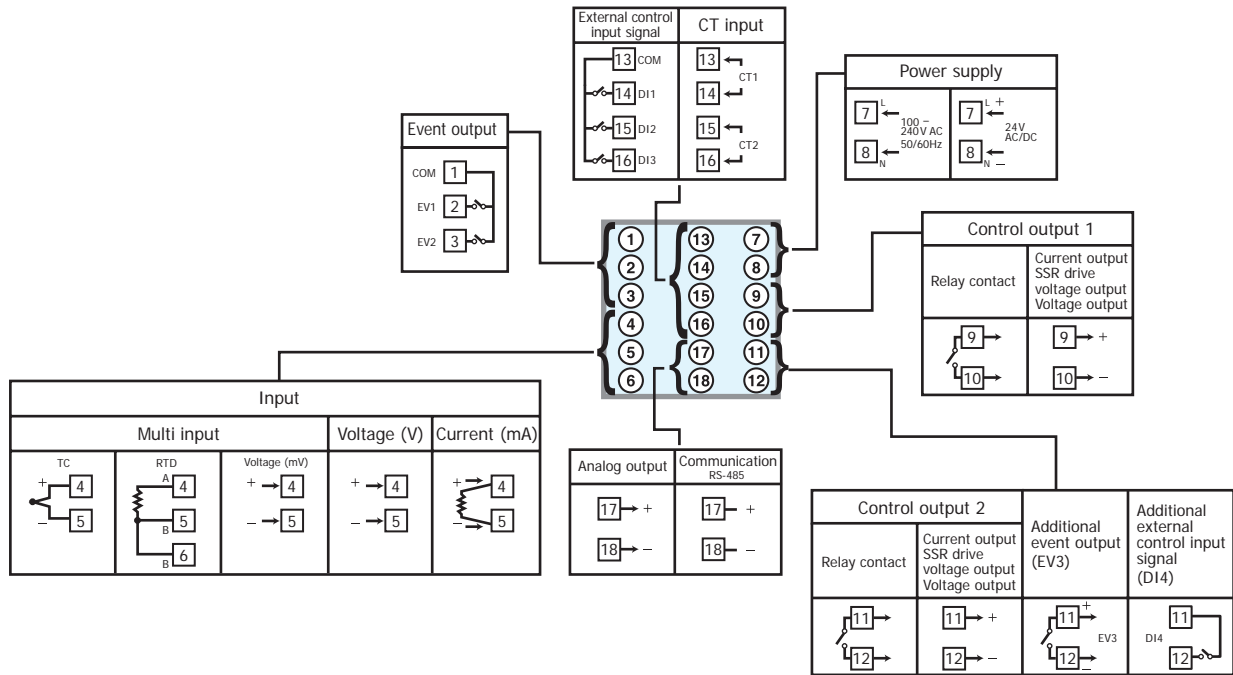 External control
input signal
CT input
13 COM
14 DI1
15 DI2
16 DI3
13
CT1
14
15
CT2
16
Power supply
7 L
100 –
240V AC
50/60Hz
8 N
7 L +
24V
AC/DC
8 N –
Event output
COM 1
EV1 2
EV2 3
1 13 7
2 14 8
3 15 9
4 16 10
5 17 11
6 18 12
Control output 1
Relay contact
Current output
SSR drive
voltage output
Voltage output
9
10
9 +
10 –
Input
Multi input
Voltage (V)
Current (mA)
TC
+ 4
– 5
RTD
A 4
B 5
B 6
Voltage (mV)
+ 4
– 5
+ 4
– 5
+ 4
– 5
Analog output
Communication
RS-485
17 +
18 –
17 +
18 –
Control output 2
Relay contact
Current output
SSR drive
voltage output
Voltage output
Additional
event output
(EV3)
Additional
external
control input
signal
(DI4)
11
12
11 +
12 –
11 +
EV3
12 –
11
DI4
12